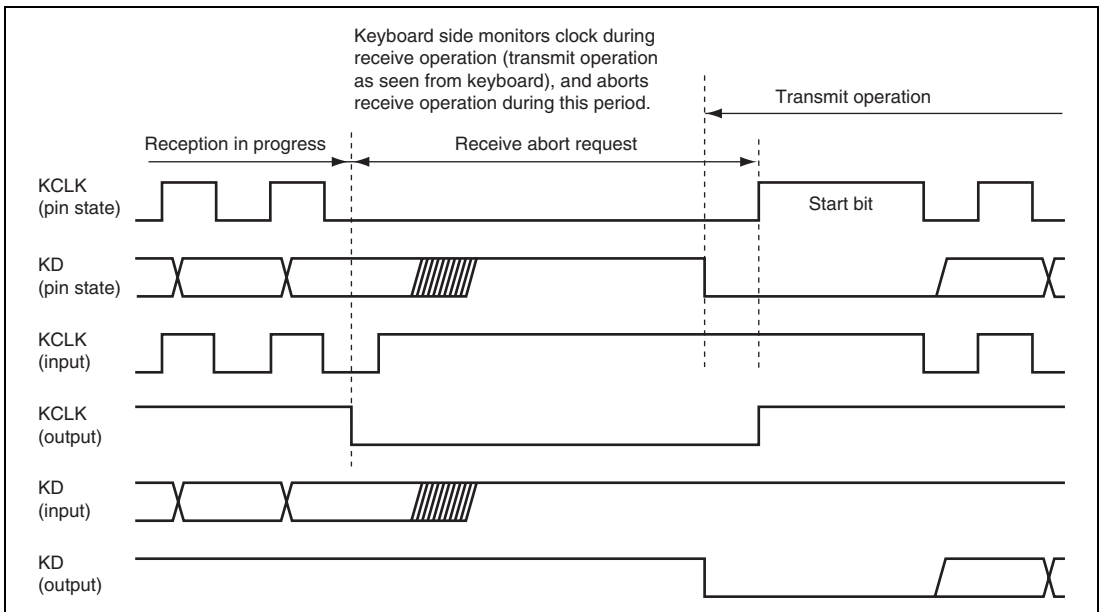 Keyboard side monitors clock during
receive operation (transmit operation
as seen from keyboard), and aborts
receive operation during this period.
Transmit operation
Reception in progress
Receive abort request
KCLK
(pin state)
Start bit
KD
(pin state)
KCLK
(input)
KCLK
(output)
KD
(input)
KD
(output)